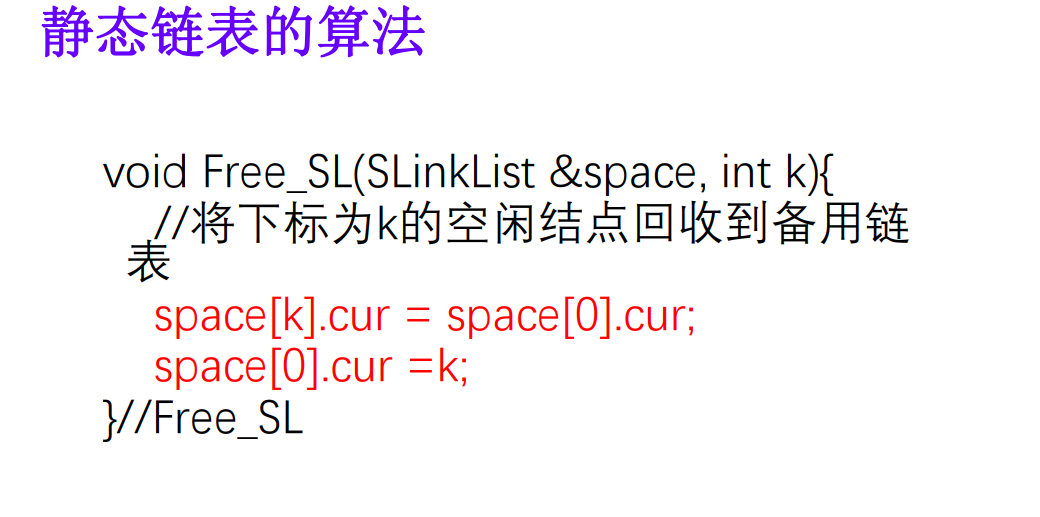 静态链表的算法
void Free_SL(SLinkList &space, int k){
//将下标为k的空闲结点回收到备用链
表
space[k].cur = space[0].cur;
space[0].cur =k;
}//Free_SL